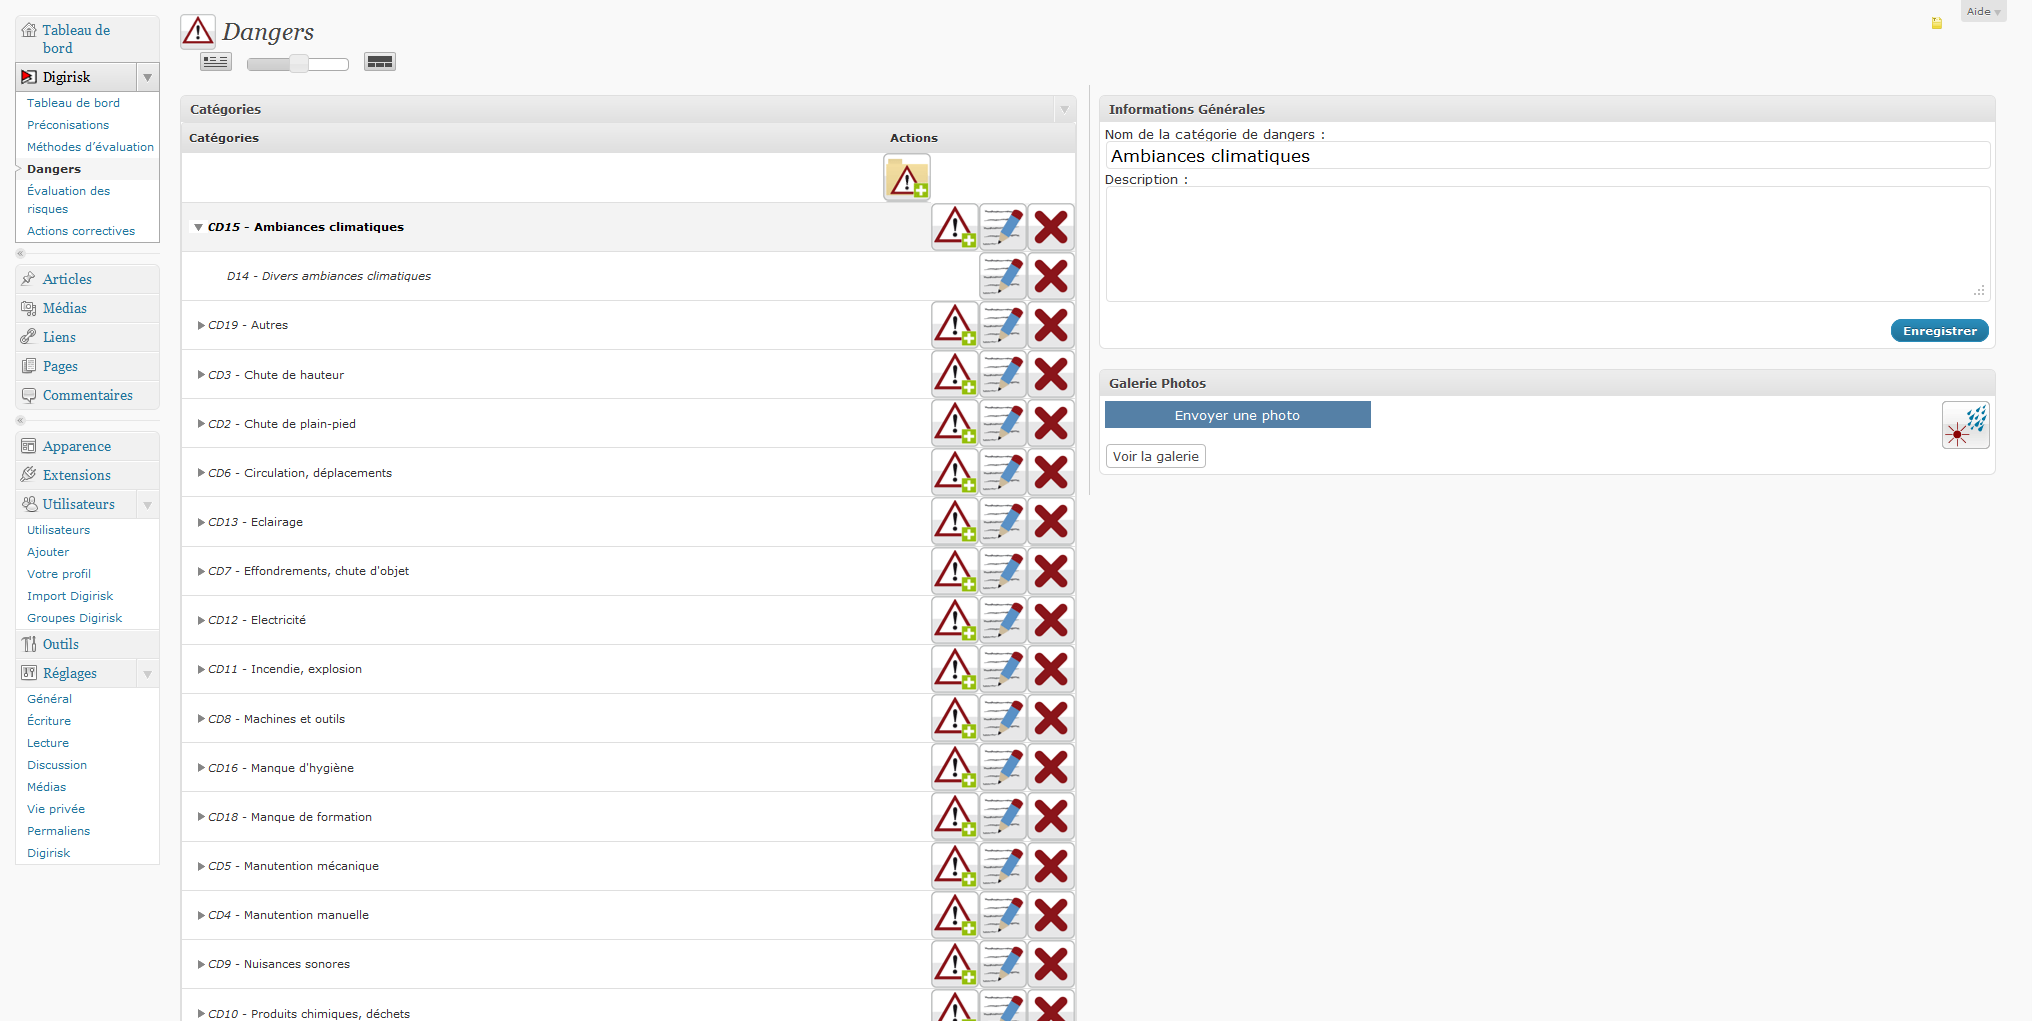 Tableau de
bord
Digirisk
Tableau de bord
Préconisations
Méthodes d’évaluation
Dangers
Évaluation des
risques
Actions correctives
Articles
Médias
Liens
Pages
Commentaires
Apparence
Extensions
Utilisateurs
Utilisateurs
Ajouter
Votre profil
Import Digirisk
Groupes Digirisk
Outils
Réglages
Général
Écriture
Lecture
Discussion
Médias
Vie privée
Permaliens
Digirisk
Dangers
Aide
Catégories
Catégories Actions
CD15 - Ambiances climatiques
D14 - Divers ambiances climatiques
CD19 - Autres
CD3 - Chute de hauteur
CD2 - Chute de plain-pied
CD6 - Circulation, déplacements
CD13 - Eclairage
CD7 - Effondrements, chute d'objet
CD12 - Electricité
CD11 - Incendie, explosion
CD8 - Machines et outils
CD16 - Manque d'hygiène
CD18 - Manque de formation
CD5 - Manutention mécanique
CD4 - Manutention manuelle
CD9 - Nuisances sonores
CD10 - Produits chimiques, déchets
Informations Générales
Nom de la catégorie de dangers :
Ambiances climatiques
Description :
Enregistrer
Galerie Photos
Envoyer une photo
Voir la galerie